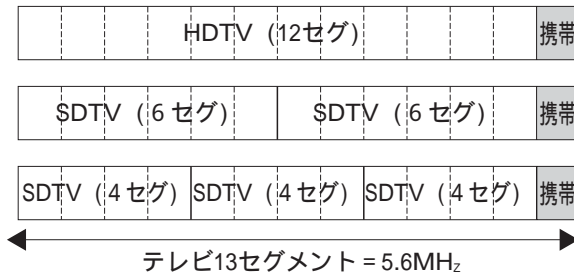 HDTV (12セグ) 携帯
SDTV (6セグ) SDTV (6セグ) 携帯
SDTV (4セグ) SDTV (4セグ) SDTV (4セグ) 携帯
テレビ13セグメント = 5.6MHz